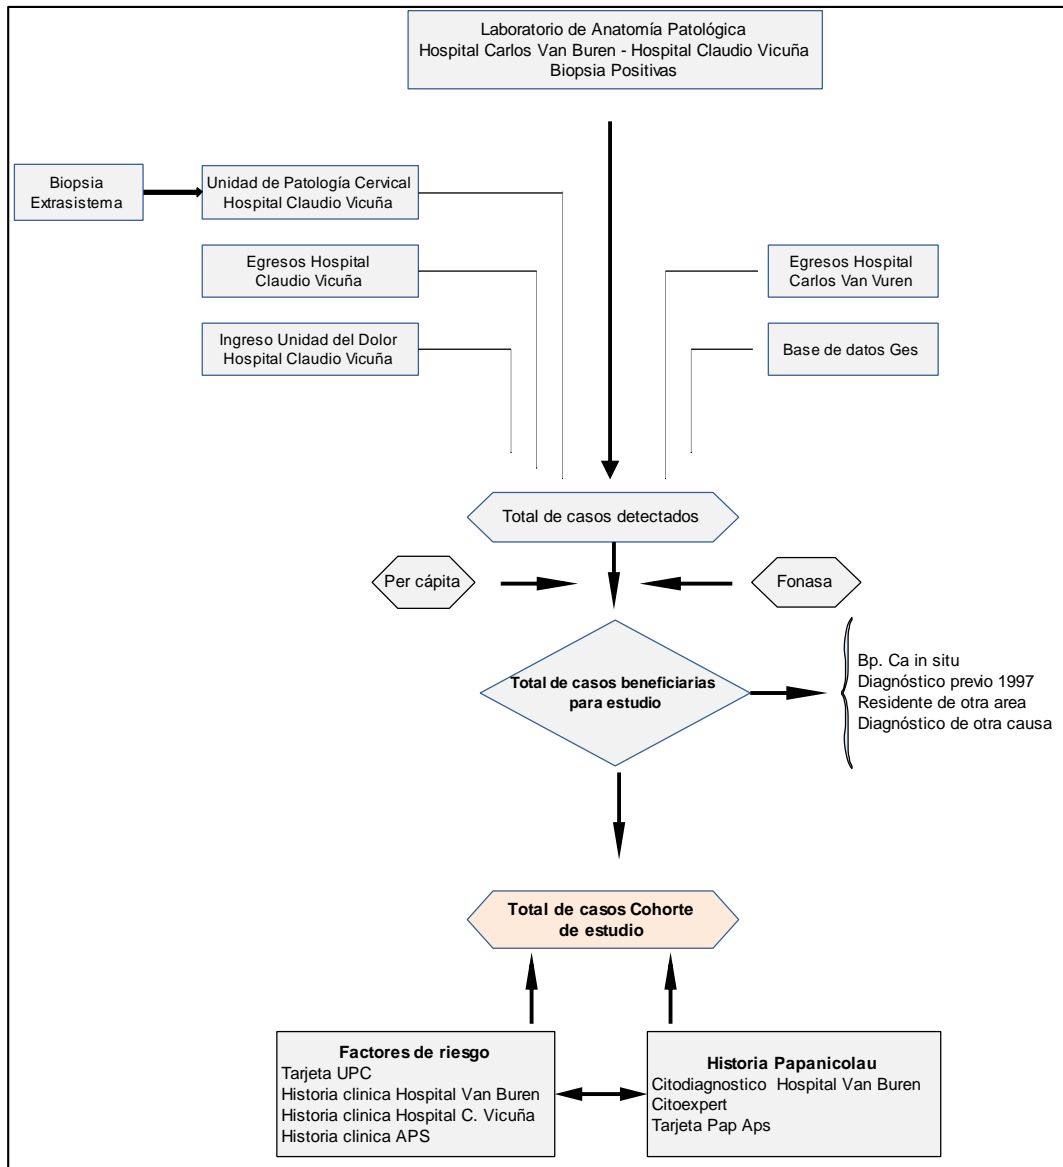 Laboratorio de Anatomía Patológica
Hospital Carlos Van Buren - Hospital Claudio Vicuña
Biopsia Positivas
Biopsia
Extrasistema
Unidad de Patología Cervical
Hospital Claudio Vicuña
Egresos Hospital
Claudio Vicuña
Egresos Hospital
Carlos Van Vuren
Ingreso Unidad del Dolor
Hospital Claudio Vicuña
Base de datos Ges
Total de casos detectados
Per cápita
Fonasa
Total de casos beneficiarias
para estudio
Bp. Ca in situ
Diagnóstico previo 1997
Residente de otra area
Diagnóstico de otra causa
Total de casos Cohorte
de estudio
Factores de riesgo
Tarjeta UPC
Historia clinica Hospital Van Buren
Historia clinica Hospital C. Vicuña
Historia clinica APS
Historia Papanicolau
Citodiagnostico Hospital Van Buren
Citoexpert
Tarjeta Pap Aps